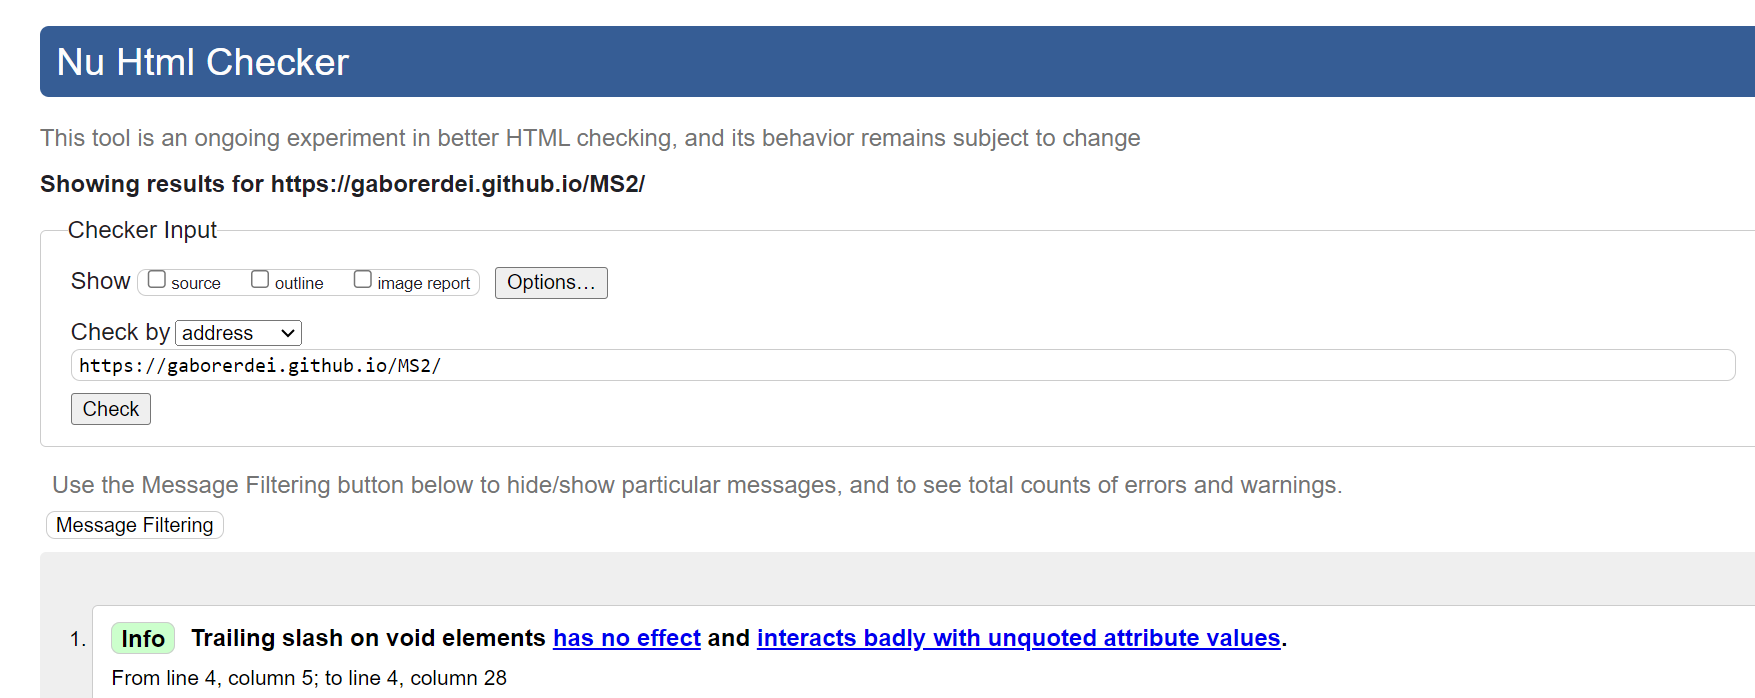 Nu Html Checker
This tool is an ongoing experiment in better HTML checking, and its behavior remains subject to change
Showing results for https://gaborerdei.github.io/MS2/
Checker Input
Show source outline image report Options...
Check by address
https://gaborerdei.github.io/MS2/
Check
Use the Message Filtering button below to hide/show particular messages, and to see total counts of errors and warnings.
Message Filtering
1. Info Trailing slash on void elements has no effect and interacts badly with unquoted attribute values.
From line 4, column 5; to line 4, column 28